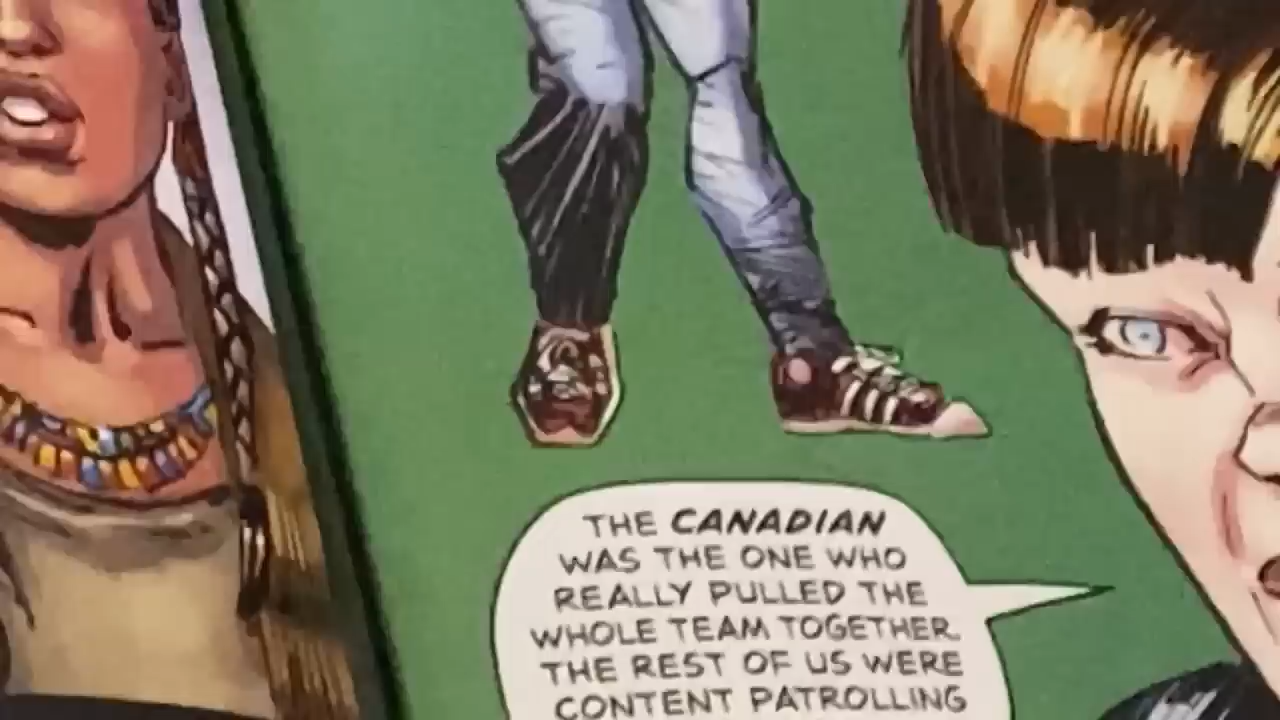 THE CANADIAN
WAS THE ONE WHO
REALLY PULLED THE
WHOLE TEAM TOGETHER.
THE REST OF US WERE
CONTENT PATROLLING